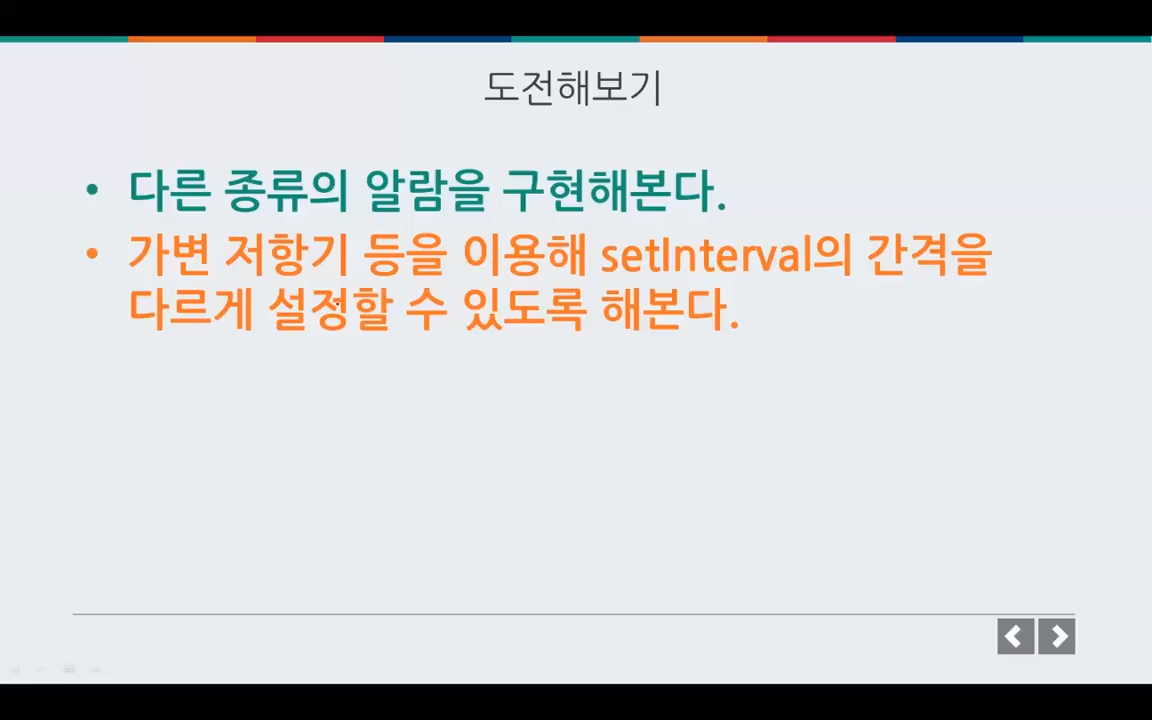 도전해보기
• 다른 종류의 알람을 구현해본다.
• 가변 저항기 등을 이용해 setInterval의 간격을
다르게 설정할 수 있도록 해본다.